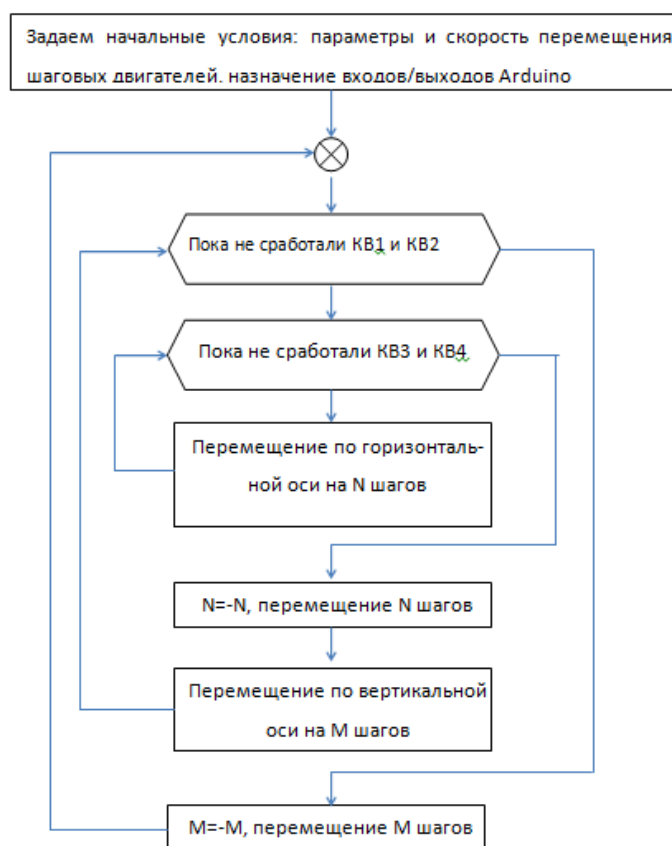 Задаем начальные условия: параметры и скорость перемещения
шаговых двигателей. назначение входов/выходов Arduino
Пока не сработали КВ1 и КВ2
Пока не сработали КВ3 и КВ4
Перемещение по горизонталь-
ной оси на N шагов
N=-N, перемещение N шагов
Перемещение по вертикальной
оси на М шагов
М=-М, перемещение М шагов